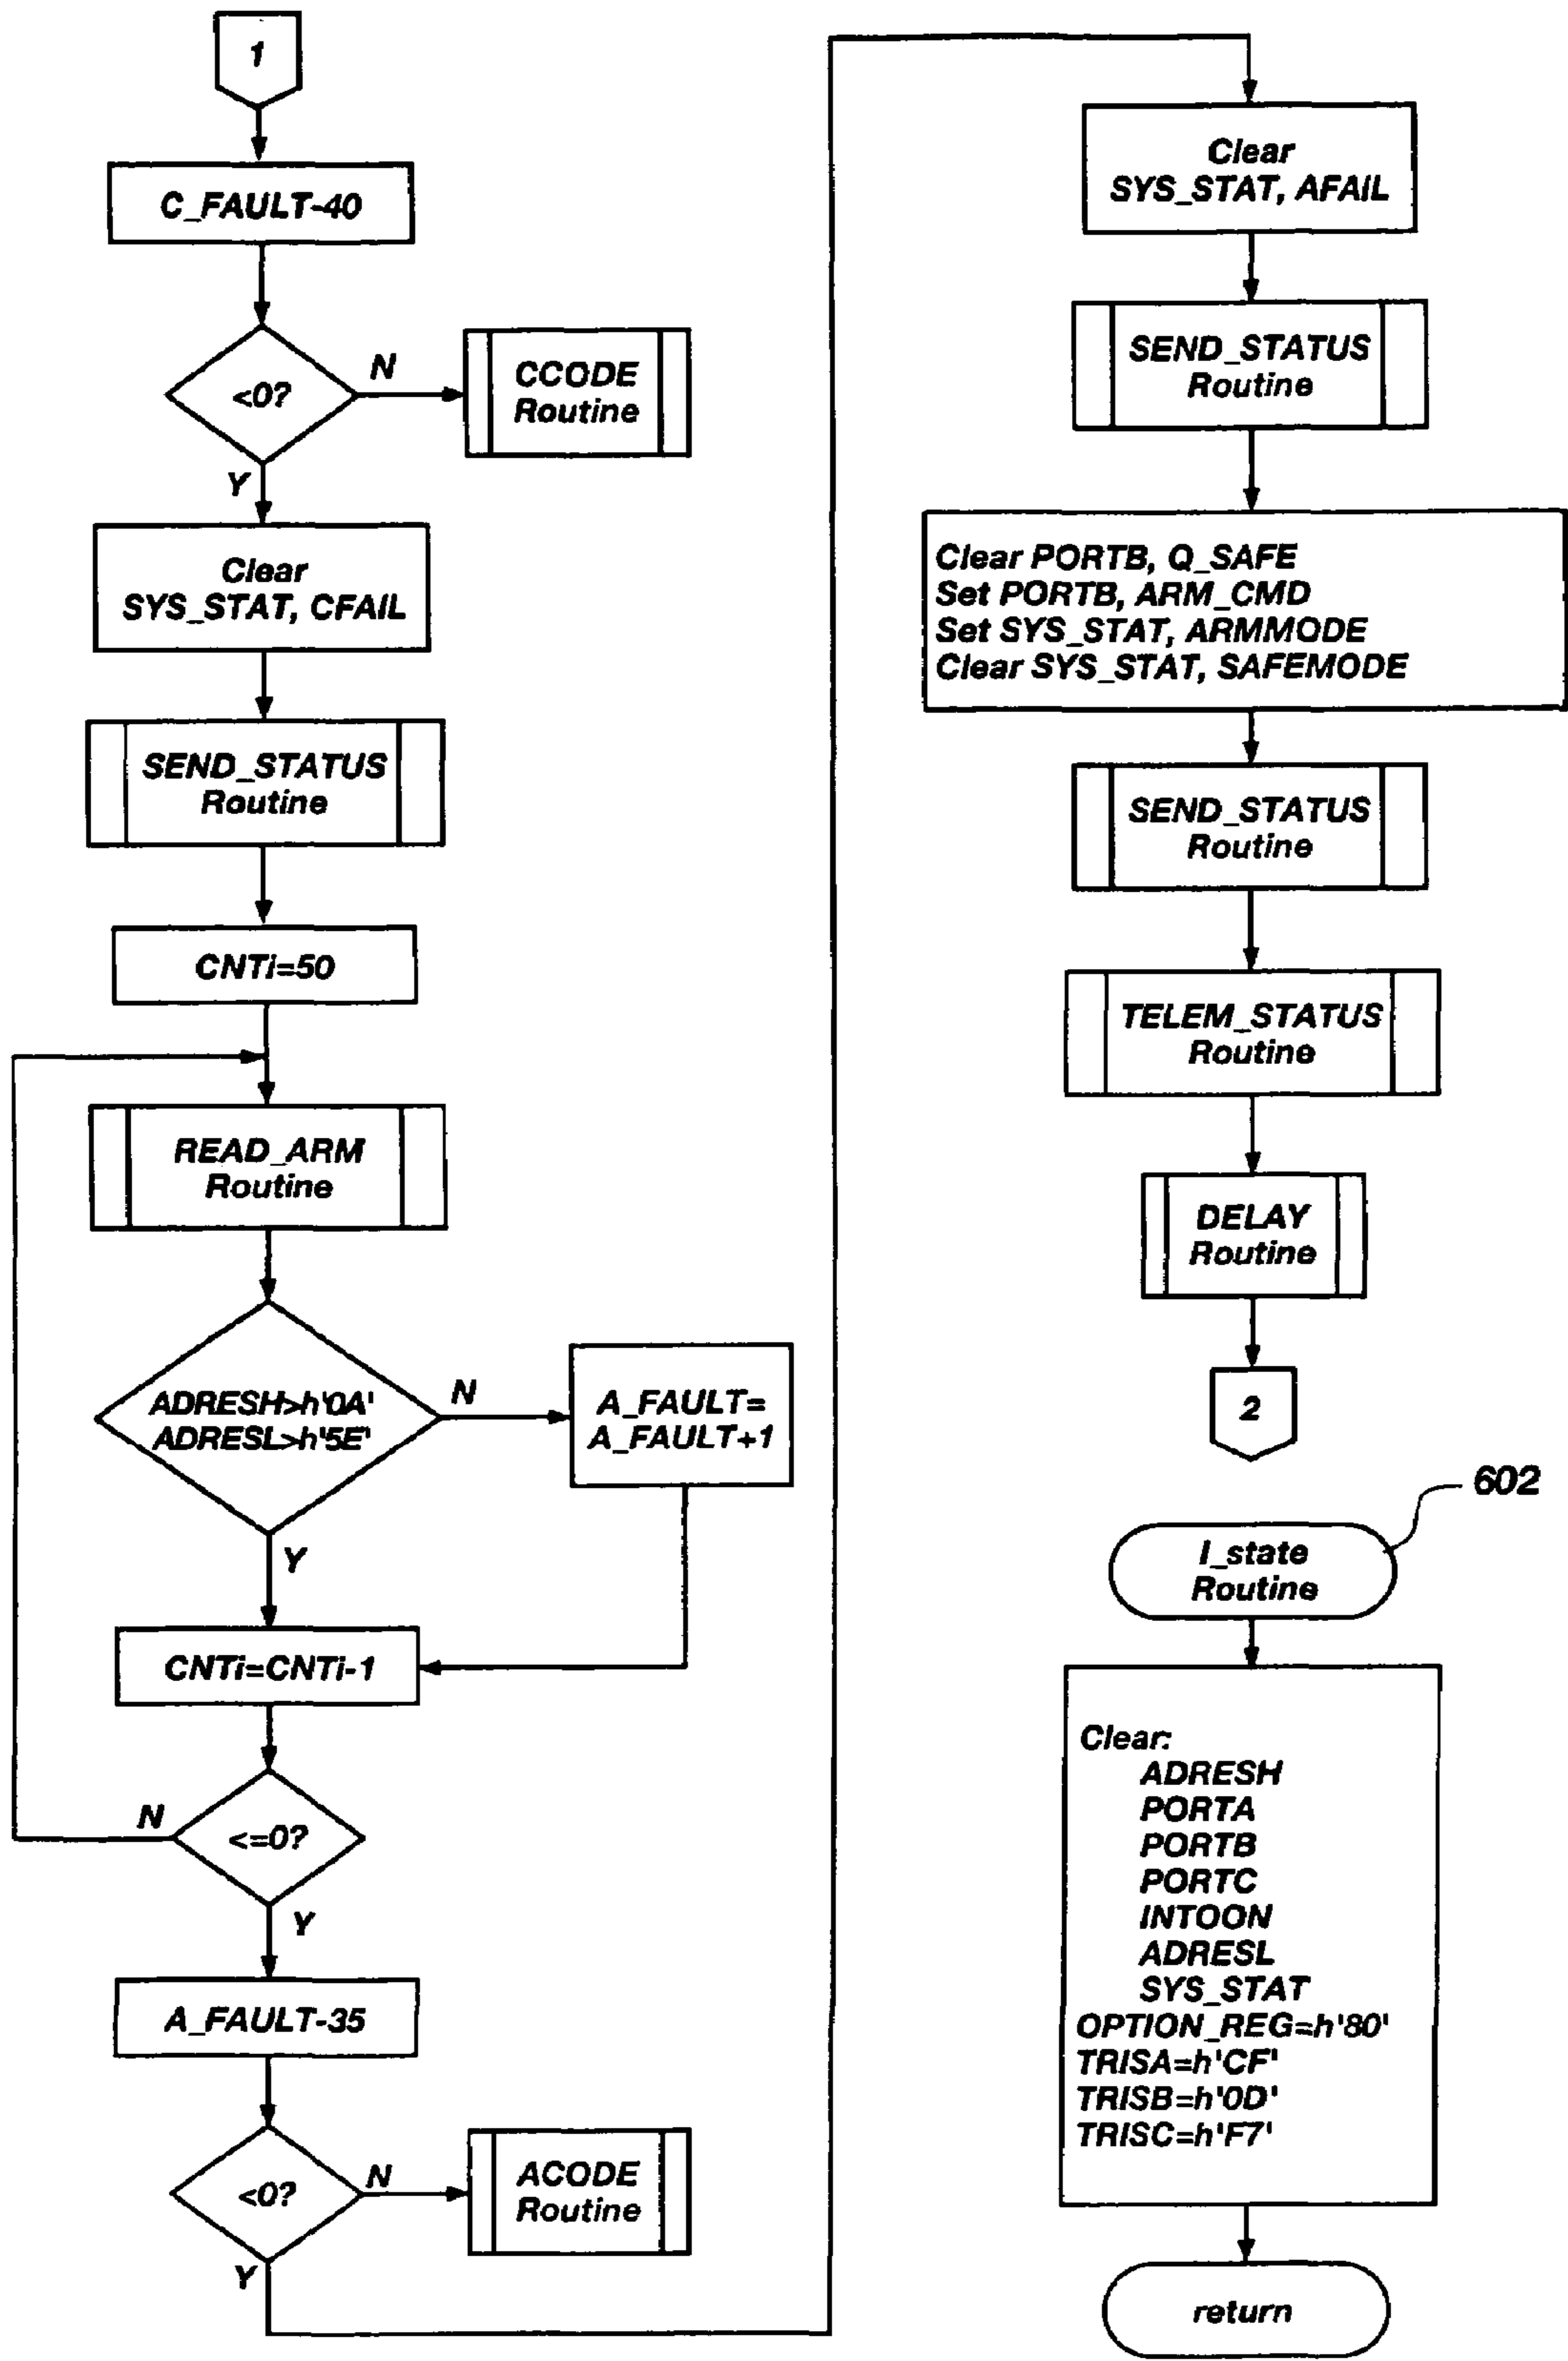 1
C_FAULT-40
<0?
N
CCODE
Routine
Y
Clear
SYS_STAT, CFAIL
SEND_STATUS
Routine
CNTi=50
READ_ARM
Routine
ADRESH>h'0A'
ADRESL>h'5E'
N
A_FAULT=
A_FAULT+1
Y
CNTi=CNTi-1
N
<=0?
Y
A_FAULT-35
<0?
N
ACODE
Routine
Y
Clear
SYS_STAT, AFAIL
SEND_STATUS
Routine
Clear PORTB, Q_SAFE
Set PORTB, ARM_CMD
Set SYS_STAT, ARMMODE
Clear SYS_STAT, SAFEMODE
SEND_STATUS
Routine
TELEM_STATUS
Routine
DELAY
Routine
2
602
I_state
Routine
Clear:
ADRESH
PORTA
PORTB
PORTC
INTOON
ADRESL
SYS_STAT
OPTION_REG=h'80'
TRISA=h'CF'
TRISB=h'0D'
TRISC=h'F7'
return